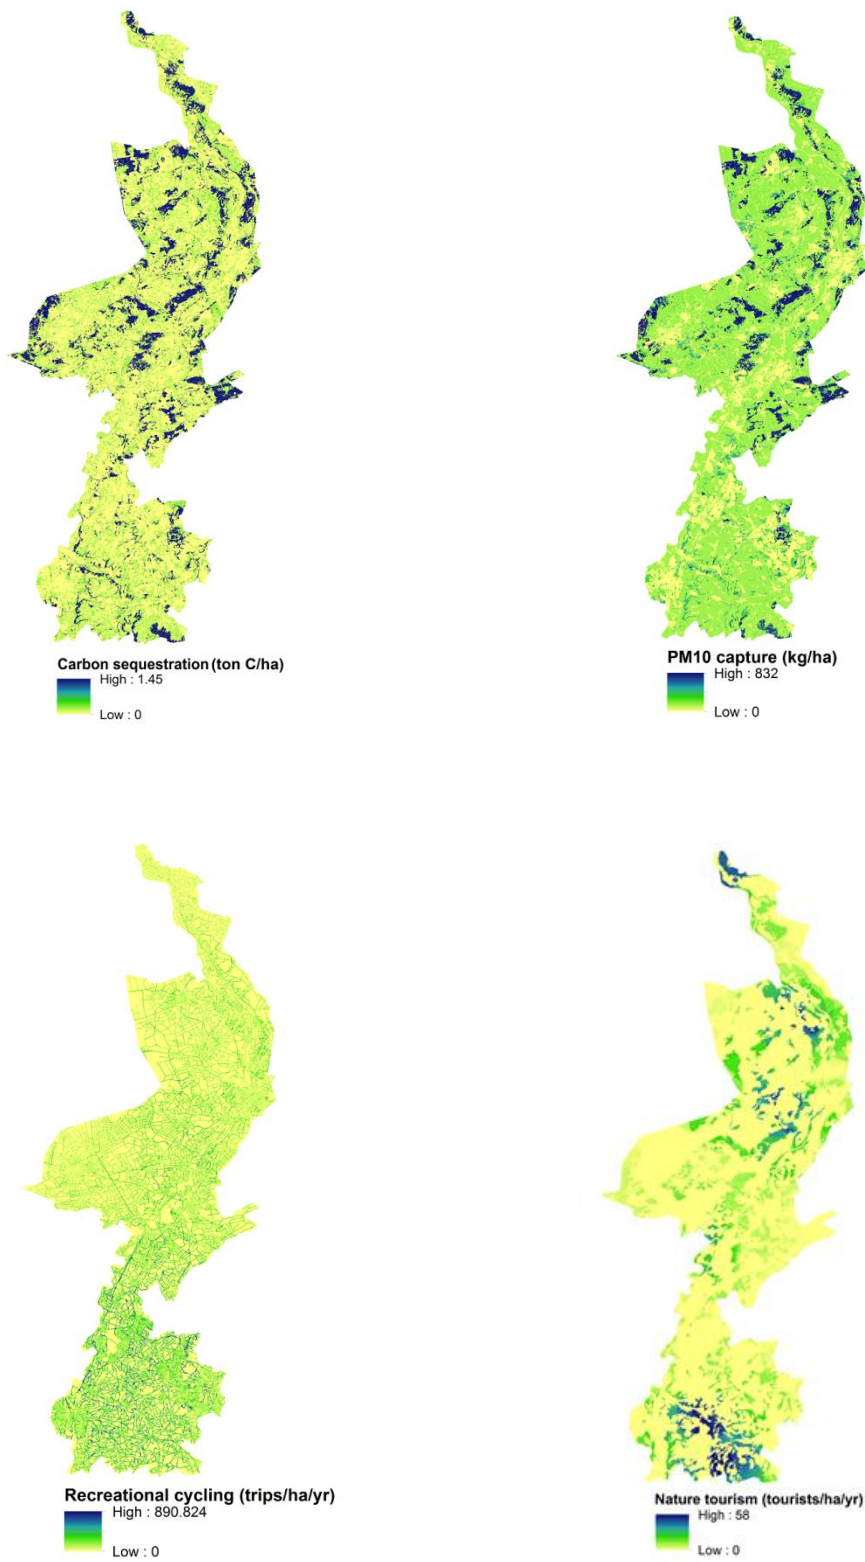 Carbon sequestration (ton C/ha)
High : 1.45
Low : 0
PM10 capture (kg/ha)
High : 832
Low : 0
Recreational cycling (trips/ha/yr)
High : 890.824
Low : 0
Nature tourism (tourists/ha/yr)
High : 58
Low : 0